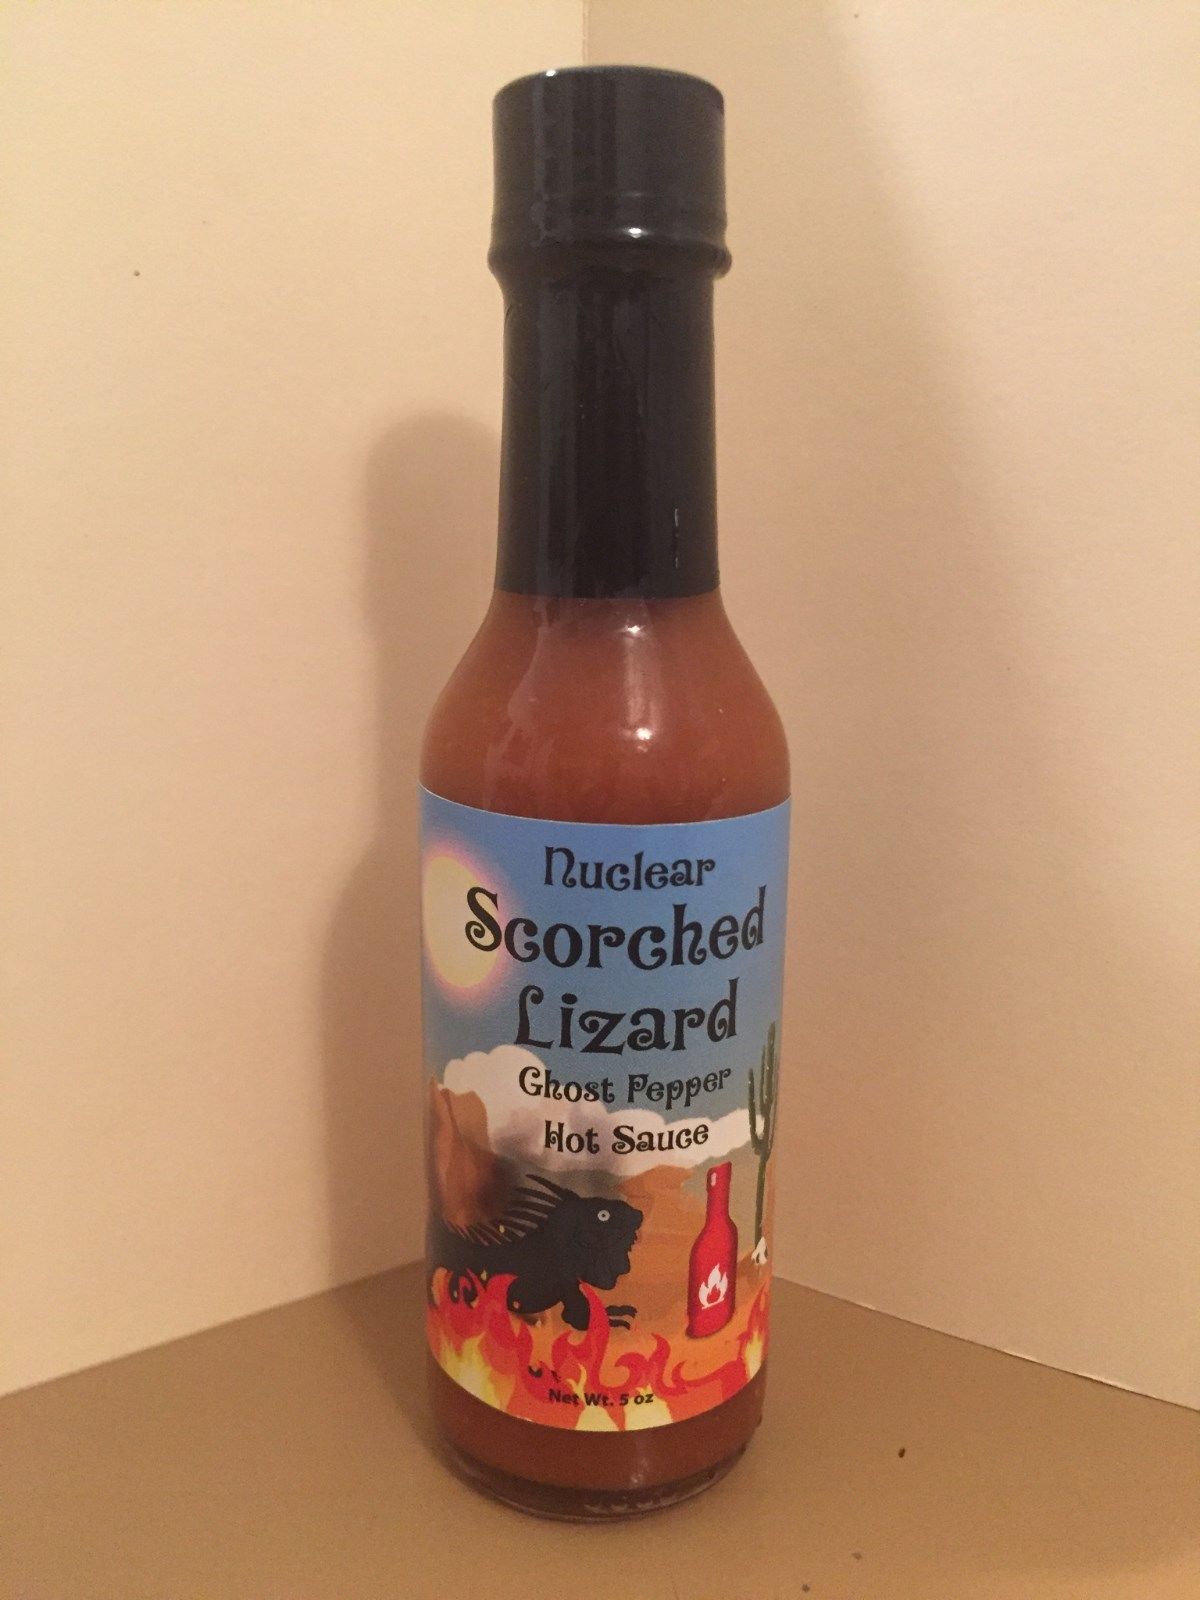 Nuclear
Scorched
Lizard
Ghost Pepper
Hot Sauce
Net Wt. 5 oz